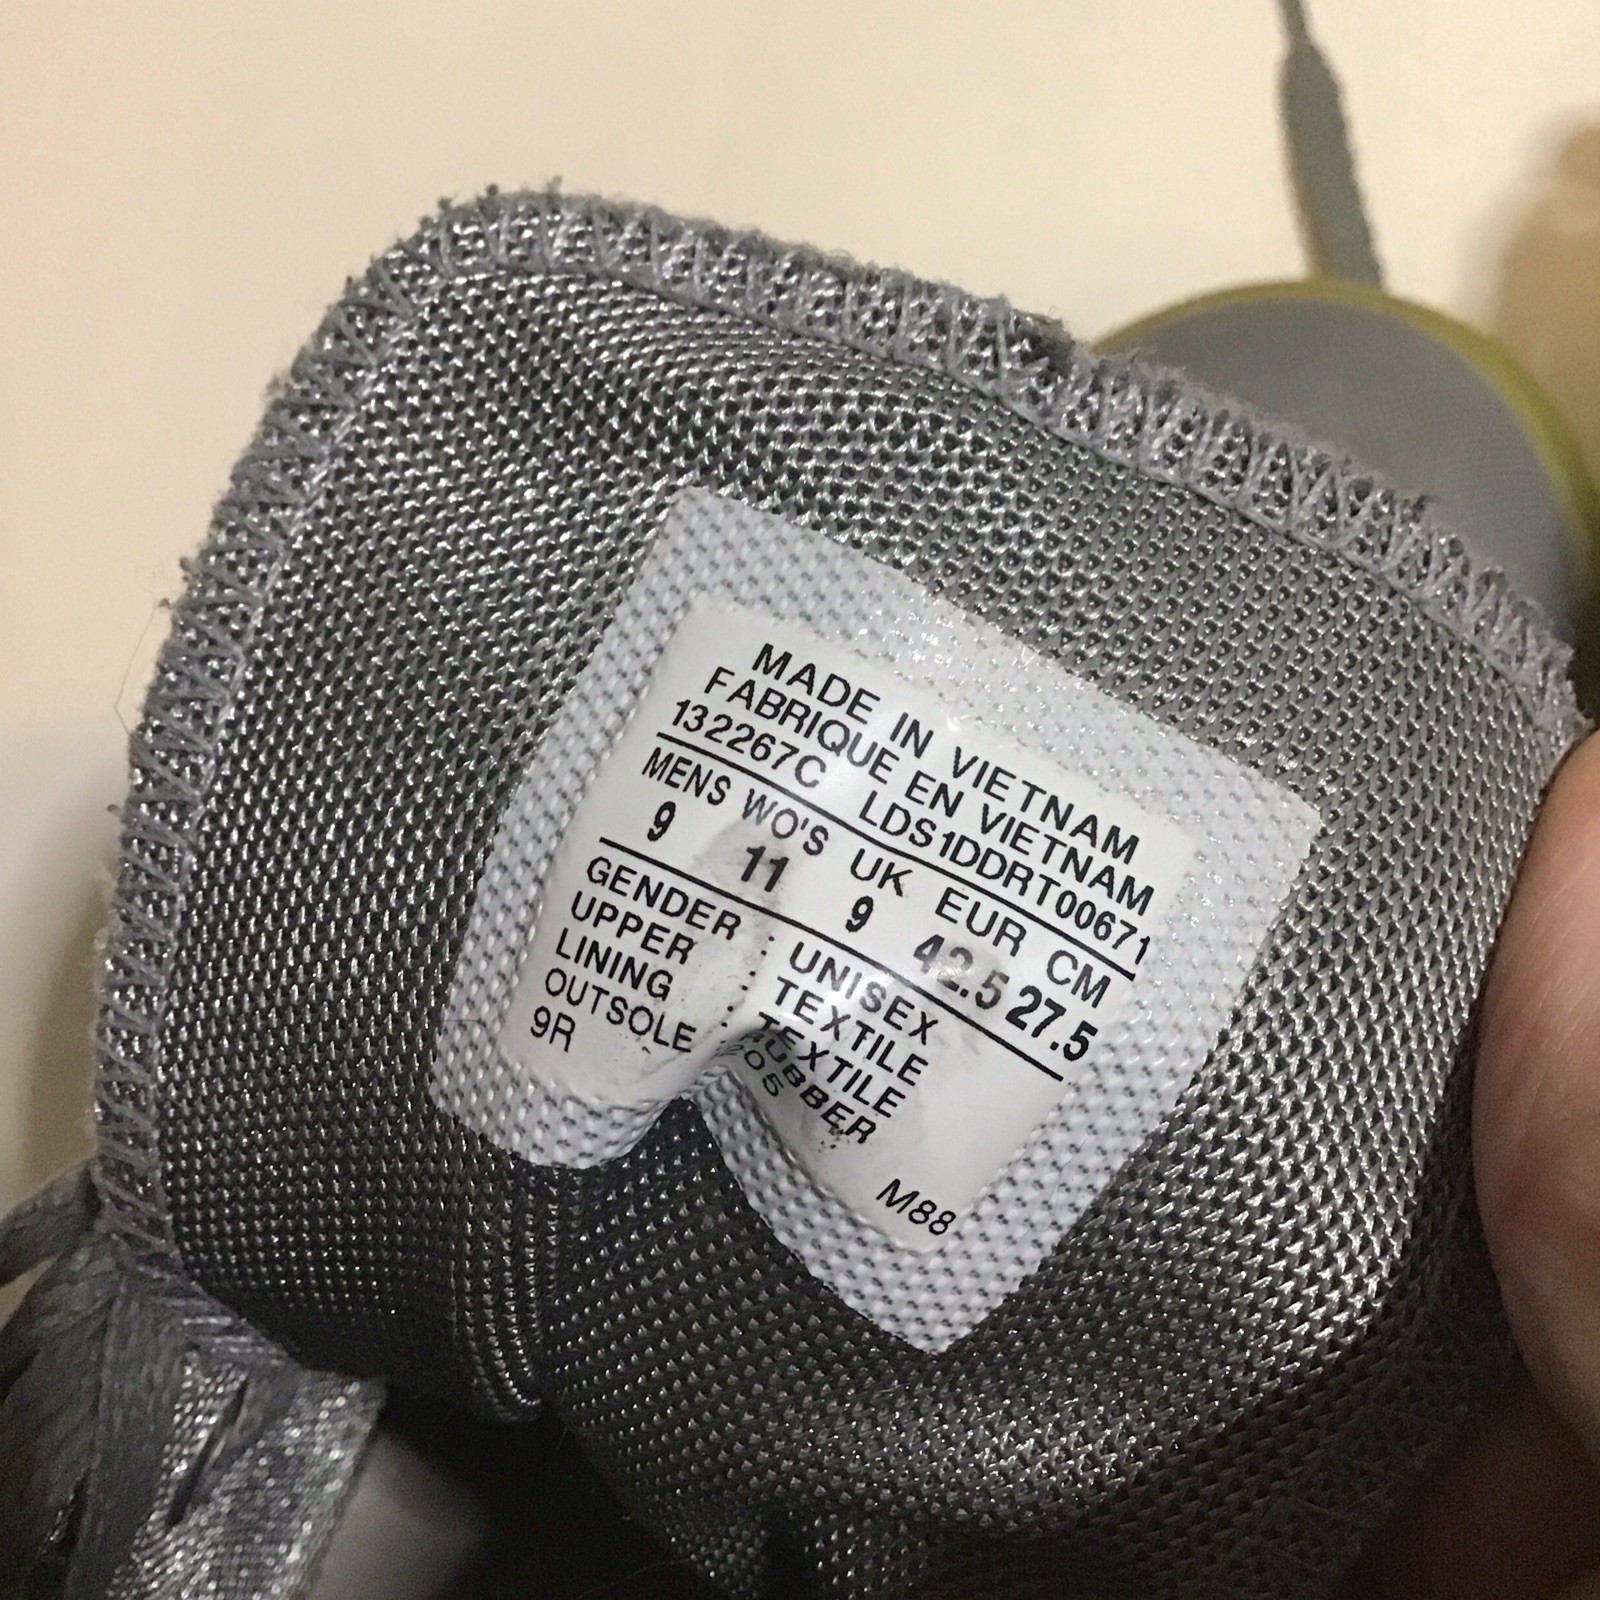 MADE IN VIETNAM
FABRIQUE EN VIETNAM
132267C LDS1DDRT00671
MENS WO'S UK EUR CM
9 11 9 42.5 27.5
GENDER : UNISEX
UPPER : TEXTILE
LINING : TEXTILE
OUTSOLE : RUBBER
9R 205
M88